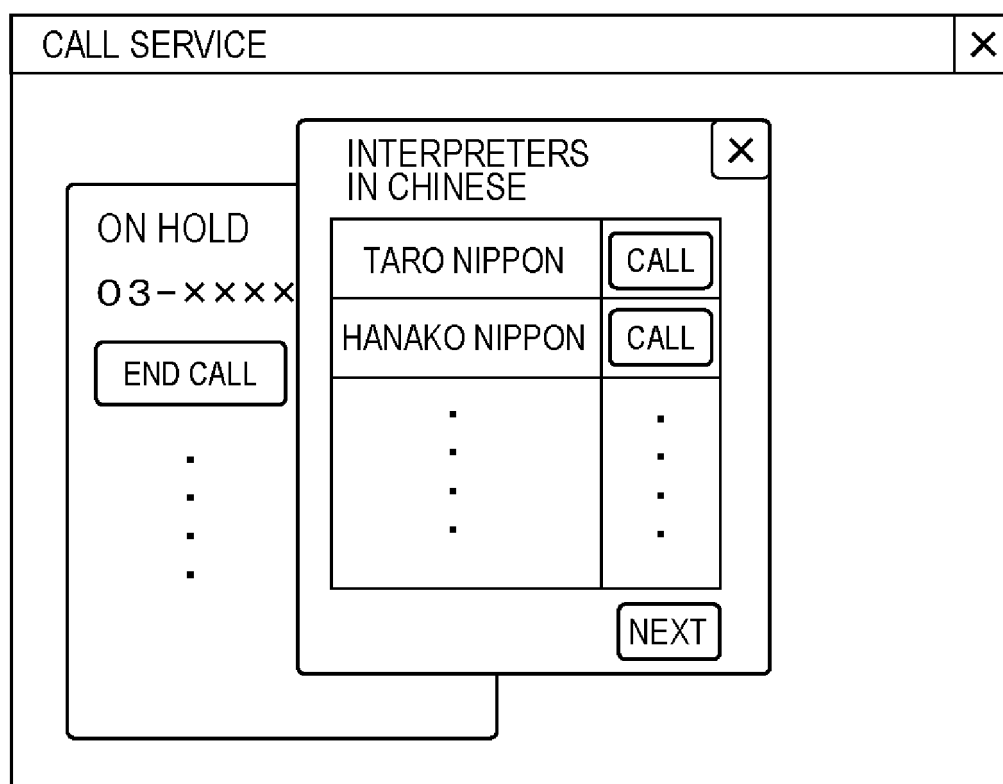 CALL SERVICE ×
INTERPRETERS ×
IN CHINESE
ON HOLD
03-××××
END CALL
TARO NIPPON CALL
HANAKO NIPPON CALL
NEXT